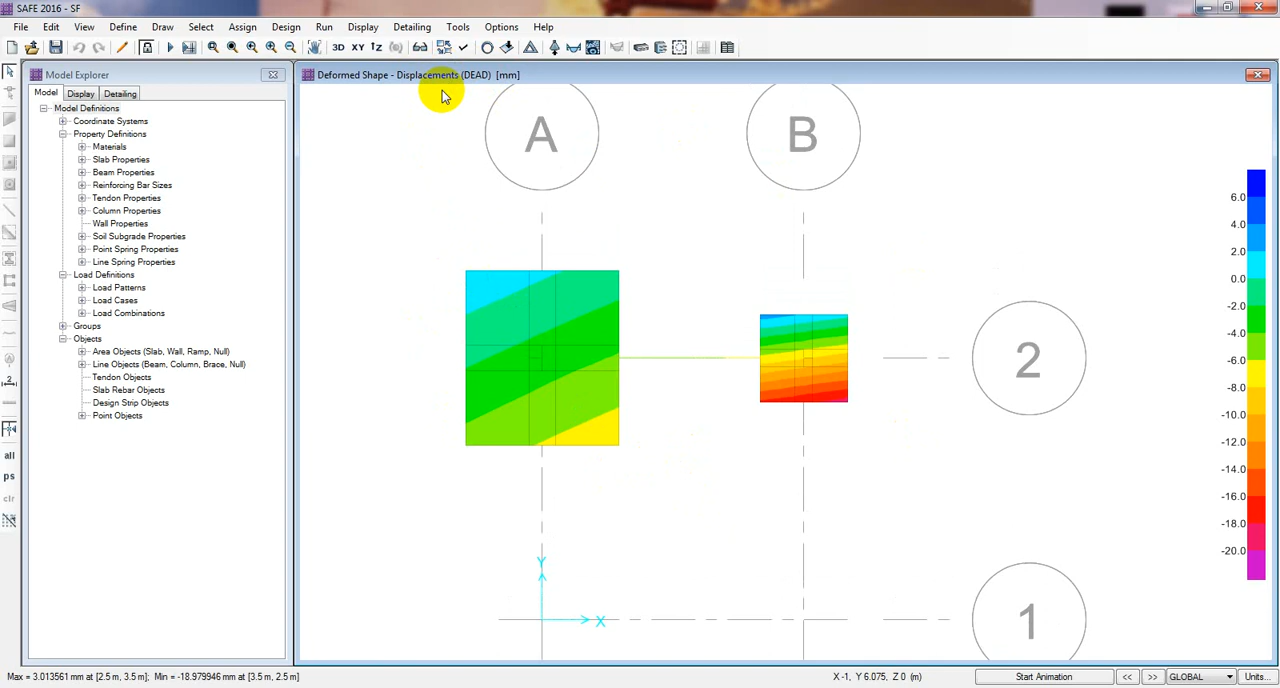 SAFE 2016 - SF
File Edit View Define Draw Select Assign Design Run Display Detailing Tools Options Help
3D XY
Model Explorer
Deformed Shape - Displacements (DEAD) [mm]
Model Display Detailing
Model Definitions
Coordinate Systems
Property Definitions
Materials
Slab Properties
Beam Properties
Reinforcing Bar Sizes
Tendon Properties
Column Properties
Wall Properties
Soil Subgrade Properties
Point Spring Properties
Line Spring Properties
Load Definitions
Load Patterns
Load Cases
Load Combinations
Groups
Objects
Area Objects (Slab, Wall, Ramp, Null)
Line Objects (Beam, Column, Brace, Null)
Tendon Objects
Slab Rebar Objects
Design Strip Objects
Point Objects
all
ps
clr
A B
2
1
Y
X
6.0
4.0
2.0
0.0
-2.0
-4.0
-6.0
-8.0
-10.0
-12.0
-14.0
-16.0
-18.0
-20.0
Max = 3.013561 mm at [2.5 m, 3.5 m]; Min = -18.979946 mm at [3.5 m, 2.5 m] X -1, Y 6.075, Z 0 (m) Start Animation << >> GLOBAL Units...